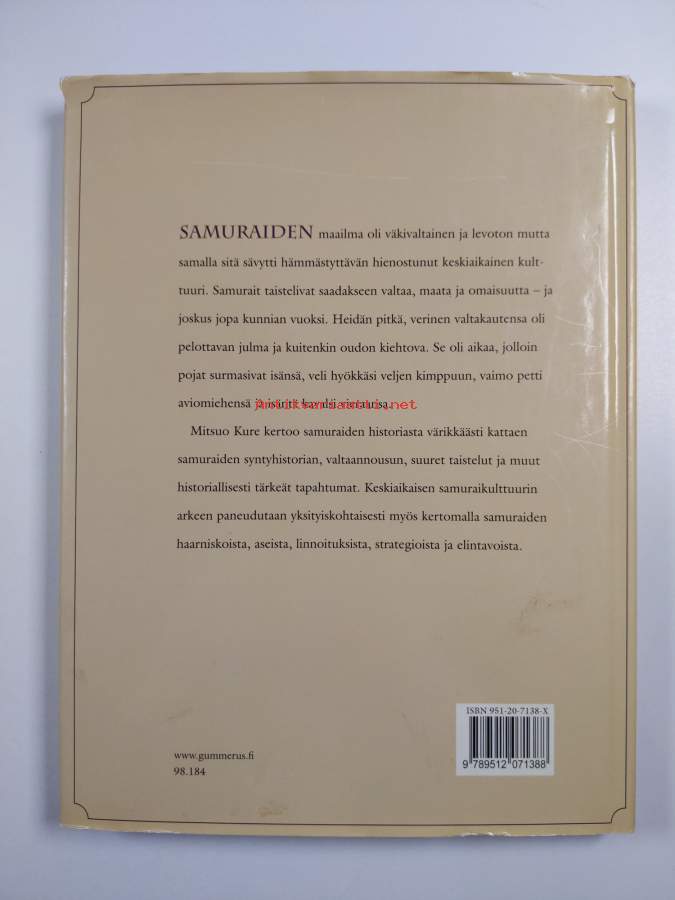 SAMURAIDEN maailma oli väkivaltainen ja levoton mutta
samalla sitä sävytti hämmästyttävän hienostunut keskiaikainen kult-
tuuri. Samurait taistelivat saadakseen valtaa, maata ja omaisuutta – ja
joskus jopa kunnian vuoksi. Heidän pitkä, verinen valtakautensa oli
pelottavan julma ja kuitenkin oudon kiehtova. Se oli aikaa, jolloin
pojat surmasivat isänsä, veli hyökkäsi veljen kimppuun, vaimo petti
aviomiehensä ja isäntä
Antikvariaatti.net
Mitsuo Kure kertoo samuraiden historiasta värikkäästi kattaen
samuraiden syntyhistorian, valtaannousun, suuret taistelut ja muut
historiallisesti tärkeät tapahtumat. Keskiaikaisen samuraikulttuurin
arkeen paneudutaan yksityiskohtaisesti myös kertomalla samuraiden
haarniskoista, aseista, linnoituksista, strategioista ja elintavoista.
ISBN 951-20-7138-X
9 789512 071388
www.gummerus.fi
98.184